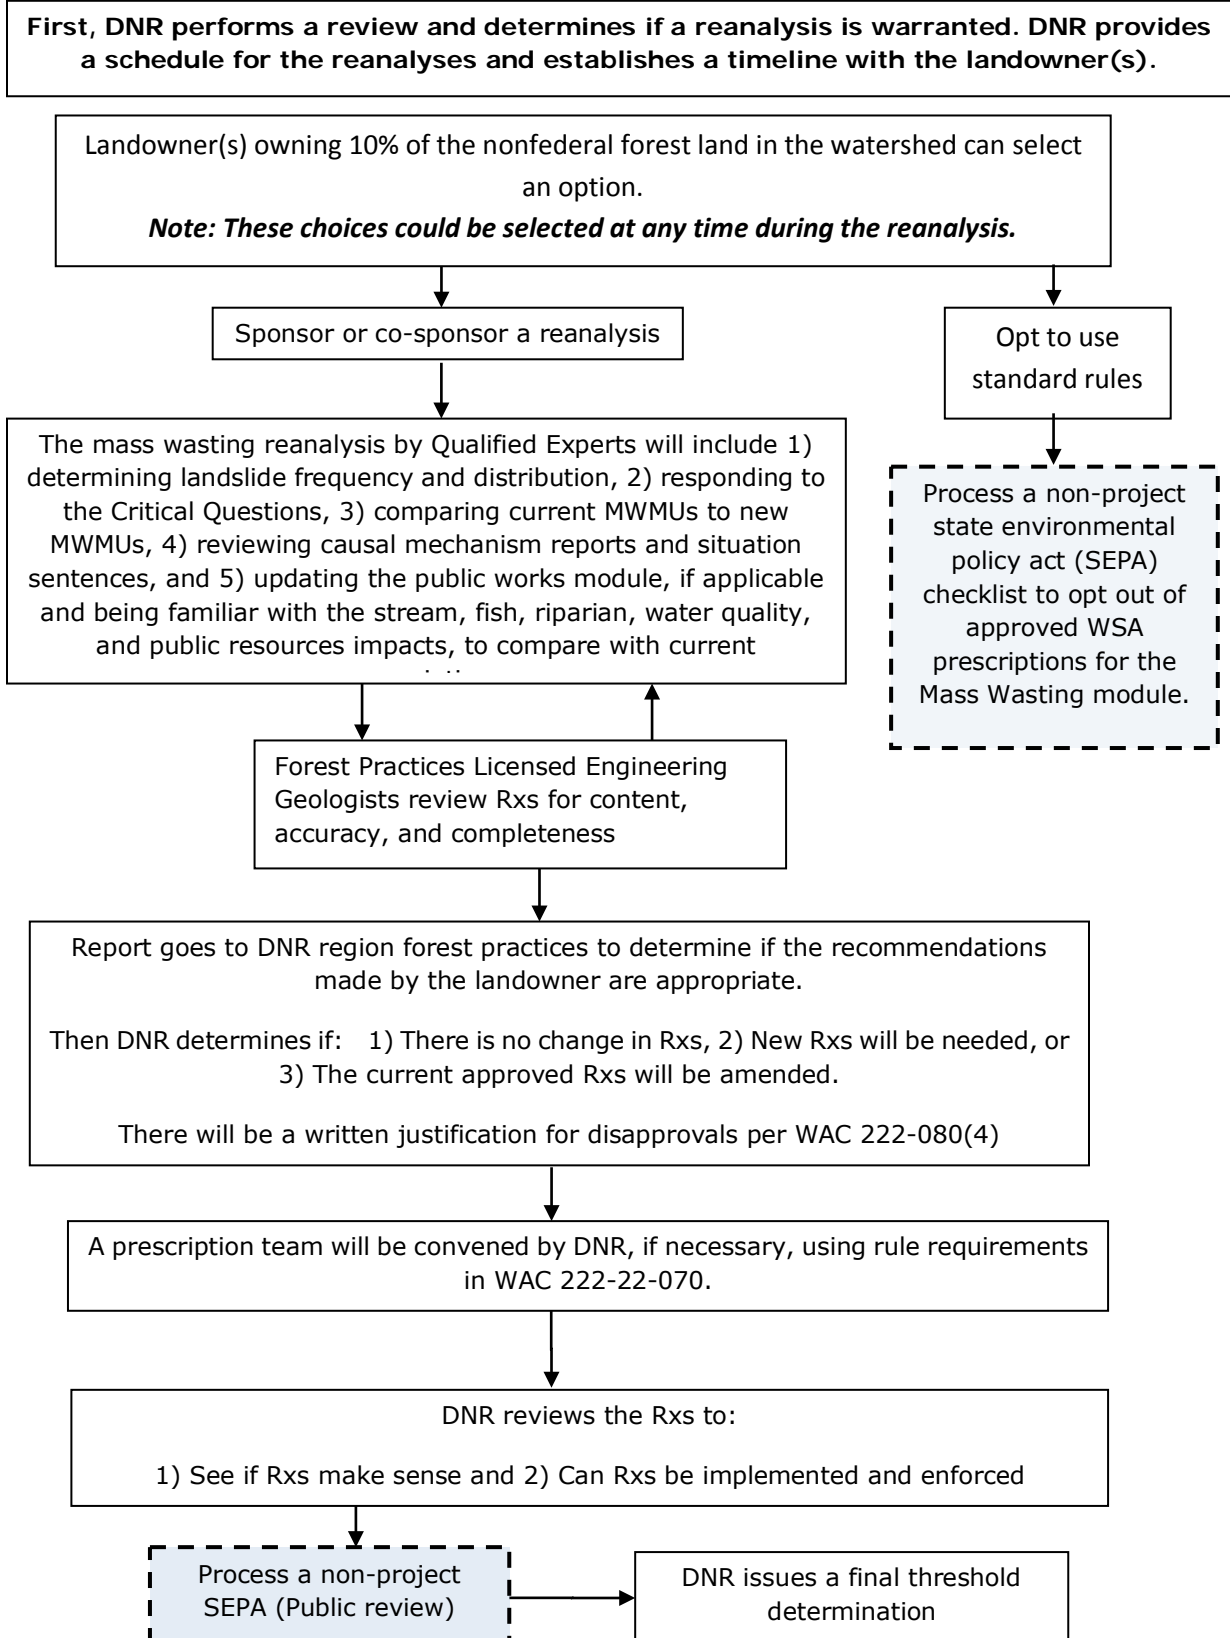 First, DNR performs a review and determines if a reanalysis is warranted. DNR provides
a schedule for the reanalyses and establishes a timeline with the landowner(s).
Landowner(s) owning 10% of the nonfederal forest land in the watershed can select
an option.
Note: These choices could be selected at any time during the reanalysis.
Sponsor or co-sponsor a reanalysis
Opt to use
standard rules
The mass wasting reanalysis by Qualified Experts will include 1)
determining landslide frequency and distribution, 2) responding to
the Critical Questions, 3) comparing current MWMUs to new
MWMUs, 4) reviewing causal mechanism reports and situation
sentences, and 5) updating the public works module, if applicable
and being familiar with the stream, fish, riparian, water quality,
and public resources impacts, to compare with current
Process a non-project
state environmental
policy act (SEPA)
checklist to opt out of
approved WSA
prescriptions for the
Mass Wasting module.
Forest Practices Licensed Engineering
Geologists review Rxs for content,
accuracy, and completeness
Report goes to DNR region forest practices to determine if the recommendations
made by the landowner are appropriate.
Then DNR determines if: 1) There is no change in Rxs, 2) New Rxs will be needed, or
3) The current approved Rxs will be amended.
There will be a written justification for disapprovals per WAC 222-080(4)
A prescription team will be convened by DNR, if necessary, using rule requirements
in WAC 222-22-070.
DNR reviews the Rxs to:
1) See if Rxs make sense and 2) Can Rxs be implemented and enforced
Process a non-project
SEPA (Public review)
DNR issues a final threshold
determination